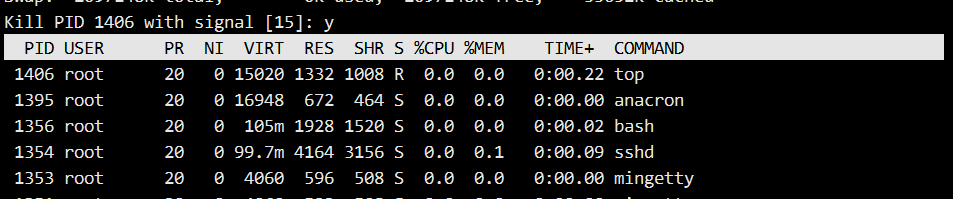 Kill PID 1406 with signal [15]: y
PID USER PR NI VIRT RES SHR S %CPU %MEM TIME+ COMMAND
1406 root 20 0 15020 1332 1008 R 0.0 0.0 0:00.22 top
1395 root 20 0 16948 672 464 S 0.0 0.0 0:00.00 anacron
1356 root 20 0 105m 1928 1520 S 0.0 0.0 0:00.02 bash
1354 root 20 0 99.7m 4164 3156 S 0.0 0.1 0:00.09 sshd
1353 root 20 0 4060 596 508 S 0.0 0.0 0:00.00 mingetty